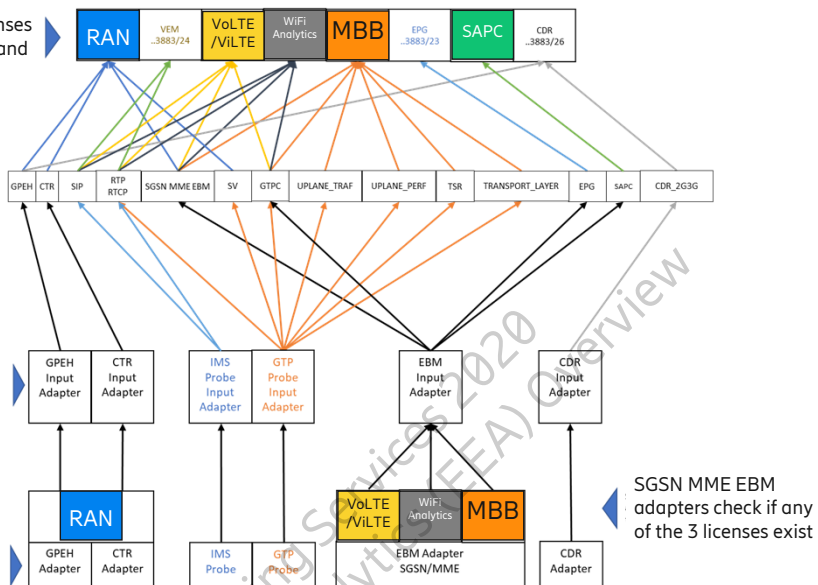 enses
and
RAN
VEM
..3883/24
VoLTE
/ViLTE
WiFi
Analytics
MBB
EPG
..3883/23
SAPC
CDR
..3883/26
GPEH
CTR
SIP
RTP
RTCP
SGSN MME EBM
SV
GTPC
UPLANE_TRAF
UPLANE_PERF
TSR
TRANSPORT_LAYER
EPG
SAPC
CDR_2G3G
GPEH
Input
Adapter
CTR
Input
Adapter
IMS
Probe
Input
Adapter
GTP
Probe
Input
Adapter
EBM
Input
Adapter
CDR
Input
Adapter
RAN
GPEH
Adapter
CTR
Adapter
IMS
Probe
GTP
Probe
VoLTE
/ViLTE
WiFi
Analytics
MBB
EBM Adapter
SGSN/MME
CDR
Adapter
SGSN MME EBM
adapters check if any
of the 3 licenses exist
ing Services 2020
lytics (EEA) Overview